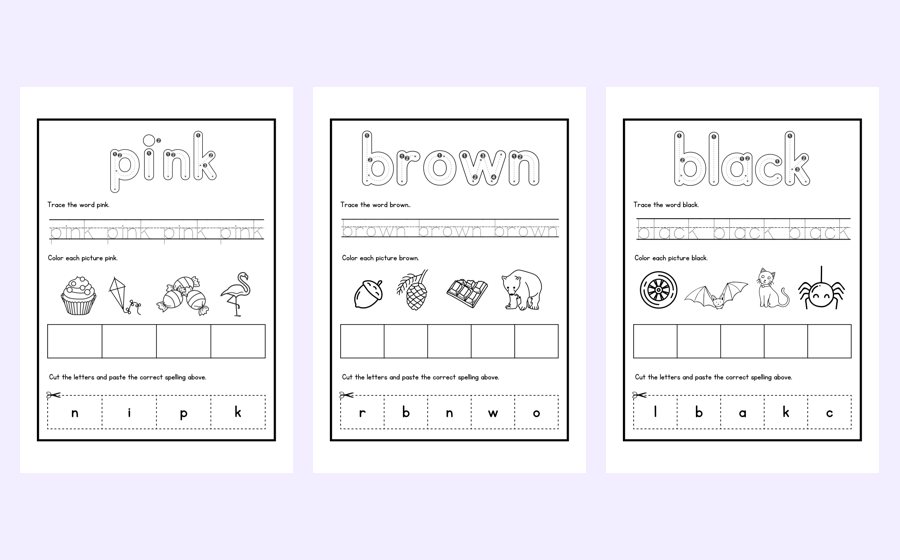 pink
Trace the word pink.
pink pink pink pink
Color each picture pink.
Cut the letters and paste the correct spelling above.
n i p k
brown
Trace the word brown.
brown brown brown
Color each picture brown.
Cut the letters and paste the correct spelling above.
r b n w o
black
Trace the word black.
black black black
Color each picture black.
Cut the letters and paste the correct spelling above.
l b a k c